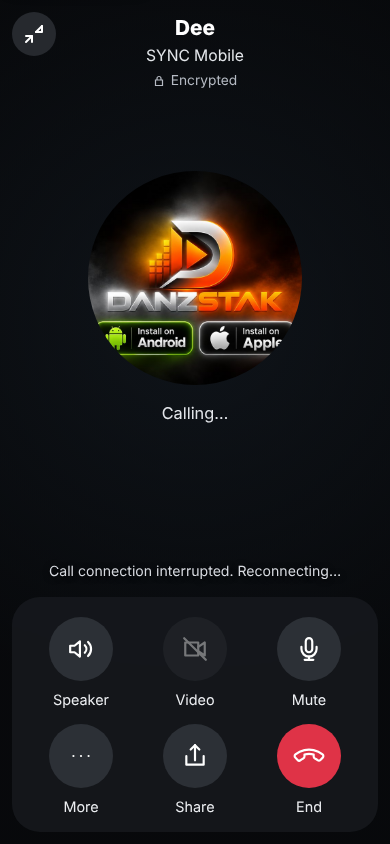 Dee
SYNC Mobile
Encrypted
DANZSTAK
Install on
Android
Install on
Apple
Calling...
Call connection interrupted. Reconnecting...
Speaker
Video
Mute
More
Share
End